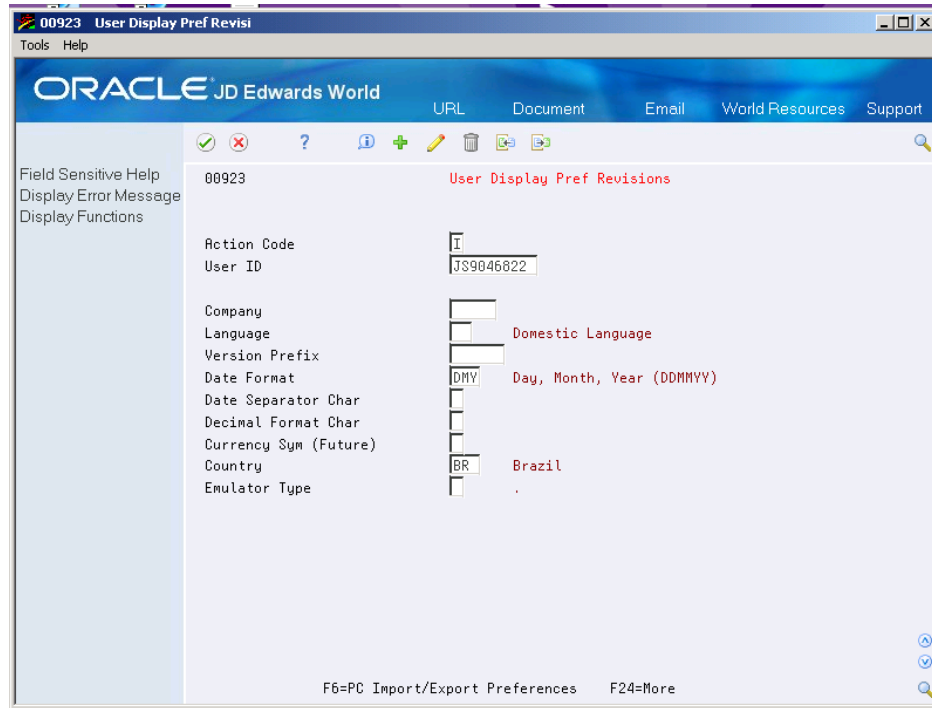 00923 User Display Pref Revisi
Tools Help
ORACLE JD Edwards World
URL Document Email World Resources Support
Field Sensitive Help
Display Error Message
Display Functions
00923 User Display Pref Revisions
Action Code I
User ID JS9046822
Company
Language Domestic Language
Version Prefix
Date Format DMY Day, Month, Year (DDMMYY)
Date Separator Char
Decimal Format Char
Currency Sym (Future)
Country BR Brazil
Emulator Type .
F6=PC Import/Export Preferences F24=More